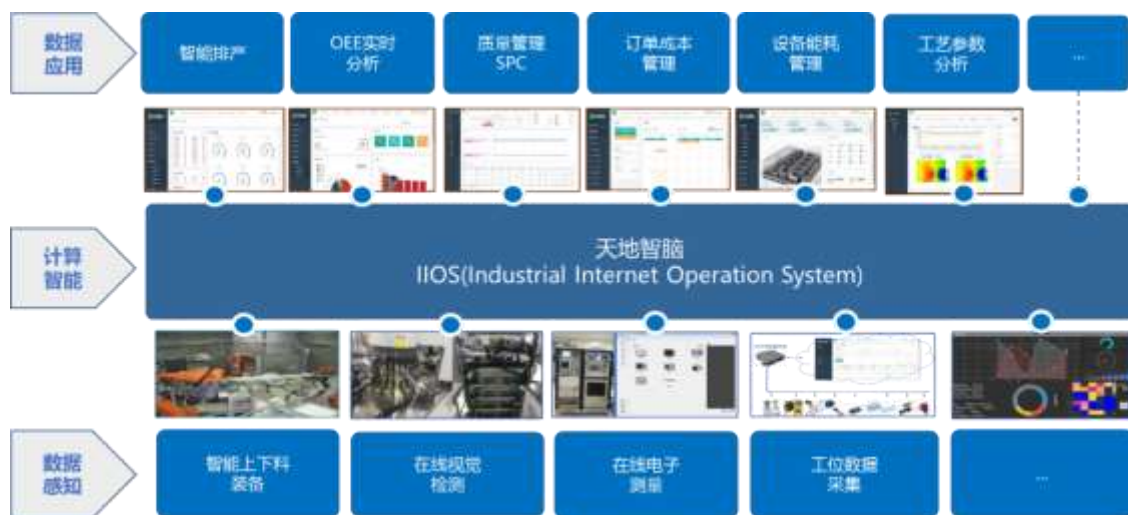 数据
应用
智能排产
OEE实时
分析
质量管理
SPC
订单成本
管理
设备能耗
管理
工艺参数
分析
...
计算
智能
天地智脑
IIOS(Industrial Internet Operation System)
数据
感知
智能上下料
装备
在线视觉
检测
在线电子
测量
工位数据
采集
...